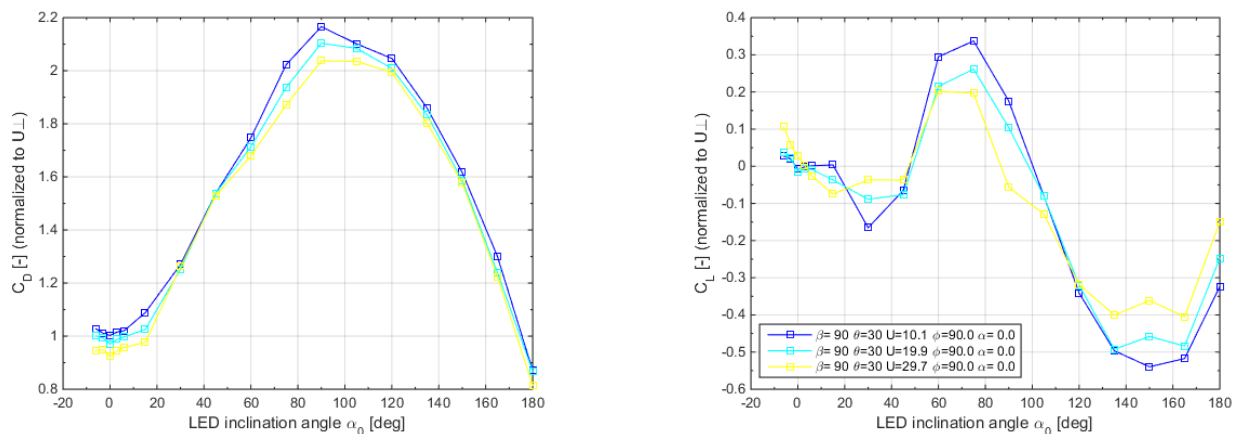 2.2
2
1.8
1.6
1.4
1.2
1
0.8
-20 0 20 40 60 80 100 120 140 160 180
C_D [-] (normalized to U⊥)
LED inclination angle α_0 [deg]
0.4
0.3
0.2
0.1
0
-0.1
-0.2
-0.3
-0.4
-0.5
-0.6
-20 0 20 40 60 80 100 120 140 160 180
C_L [-] (normalized to U⊥)
LED inclination angle α_0 [deg]
β= 90 θ=30 U=10.1 ϕ=90.0 α= 0.0
β= 90 θ=30 U=19.9 ϕ=90.0 α= 0.0
β= 90 θ=30 U=29.7 ϕ=90.0 α= 0.0